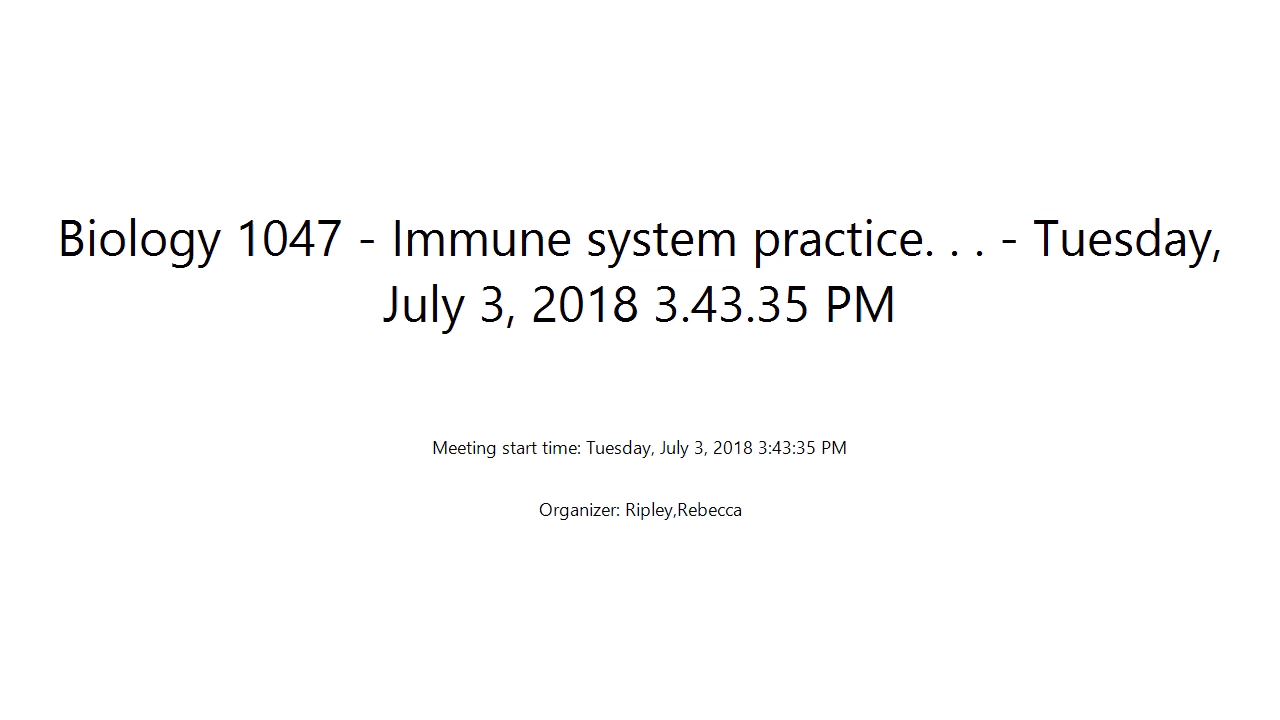 Biology 1047 - Immune system practice. . . - Tuesday,
July 3, 2018 3.43.35 PM
Meeting start time: Tuesday, July 3, 2018 3:43:35 PM
Organizer: Ripley,Rebecca